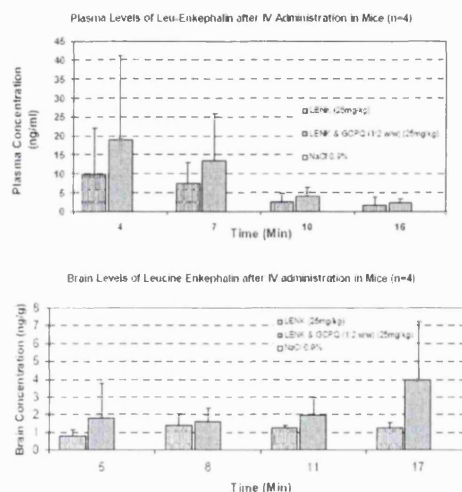 Plasma Levels of Leu-Enkephalin after IV Administration in Mice (n=4)
Plasma Concentration
(ng/ml)
45
40
35
30
25
20
15
10
5
0
LENK (25mg/kg)
LENK & GCPQ (1:2 w/w) (25mg/kg)
NaCl 0.9%
4 7 10 16
Time (Min)
Brain Levels of Leucine Enkephalin after IV administration in Mice (n=4)
Brain Concentration (ng/g)
8
7
6
5
4
3
2
1
0
LENK (25mg/kg)
LENK & GCPQ (1:2 w/w) (25mg/kg)
NaCl 0.9%
5 8 11 17
Time (Min)